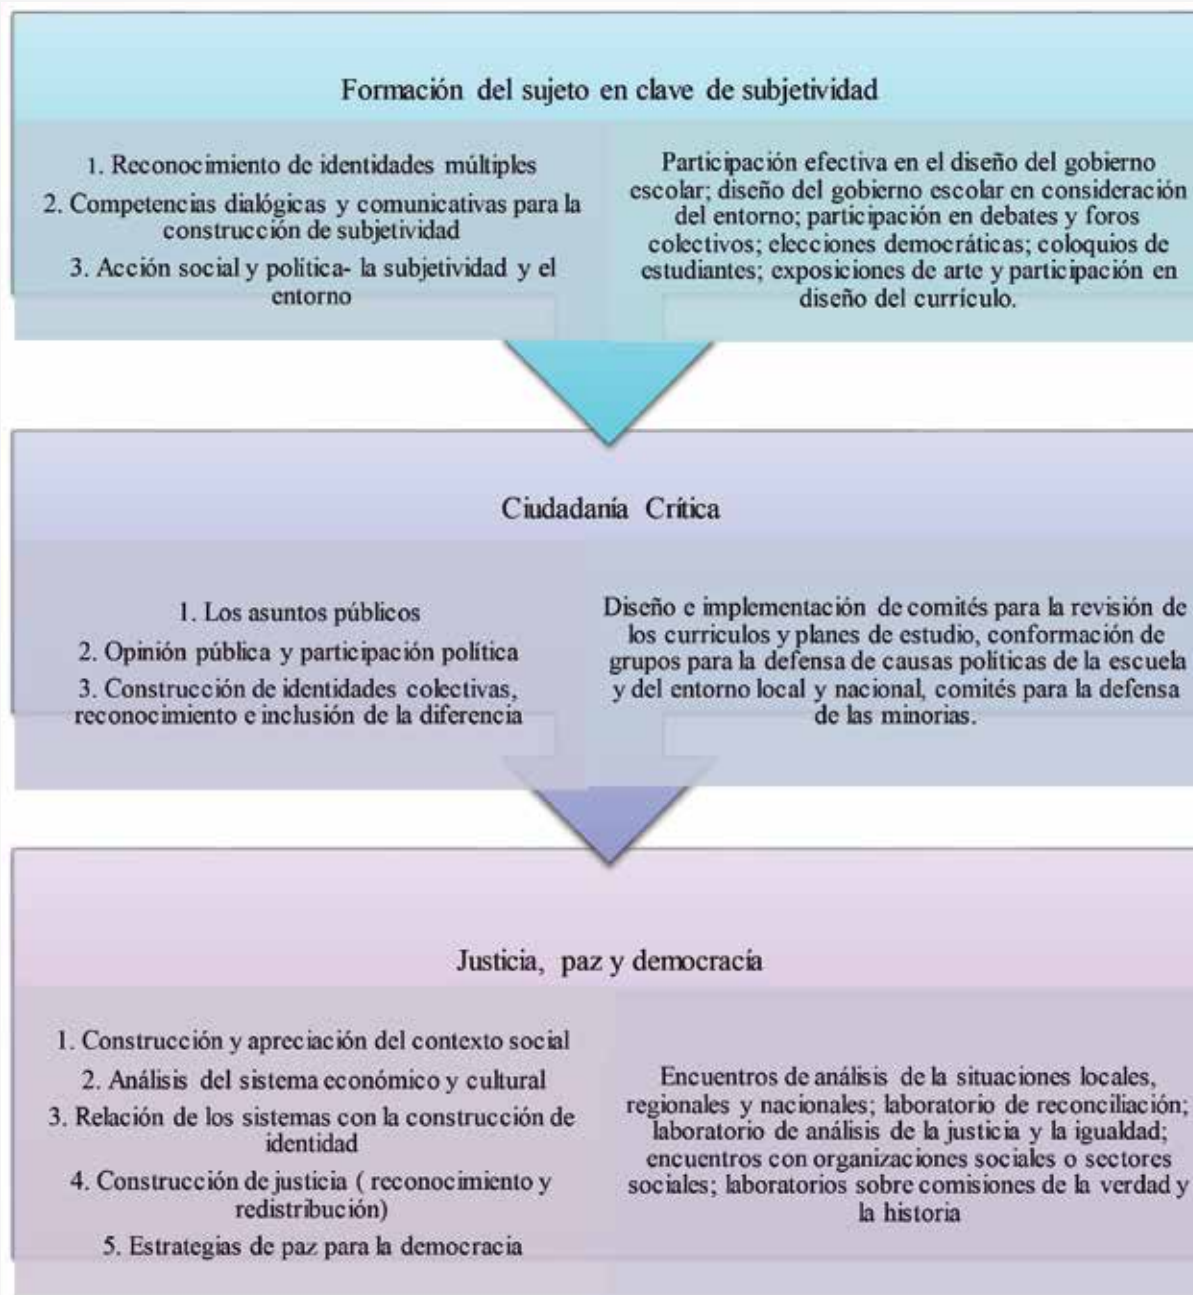 Formación del sujeto en clave de subjetividad
1. Reconocimiento de identidades múltiples
2. Competencias dialógicas y comunicativas para la
construcción de subjetividad
3. Acción social y política- la subjetividad y el
entorno
Participación efectiva en el diseño del gobierno
escolar; diseño del gobierno escolar en consideración
del entorno; participación en debates y foros
colectivos; elecciones democráticas; coloquios de
estudiantes; exposiciones de arte y participación en
diseño del currículo.
Ciudadanía Crítica
1. Los asuntos públicos
2. Opinión pública y participación política
3. Construcción de identidades colectivas,
reconocimiento e inclusión de la diferencia
Diseño e implementación de comités para la revisión de
los curriculos y planes de estudio, conformación de
grupos para la defensa de causas políticas de la escuela
y del entorno local y nacional, comités para la defensa
de las minorias.
Justicia, paz y democracía
1. Construcción y apreciación del contexto social
2. Análisis del sistema económico y cultural
3. Relación de los sistemas con la construcción de
identidad
4. Construcción de justicia ( reconocimiento y
redistribución)
5. Estrategias de paz para la democracia
Encuentros de análisis de la situaciones locales,
regionales y nacionales; laboratorio de reconciliación;
laboratorio de análisis de la justicia y la igualdad;
encuentros con organizaciones sociales o sectores
sociales; laboratorios sobre comisiones de la verdad y
la historia